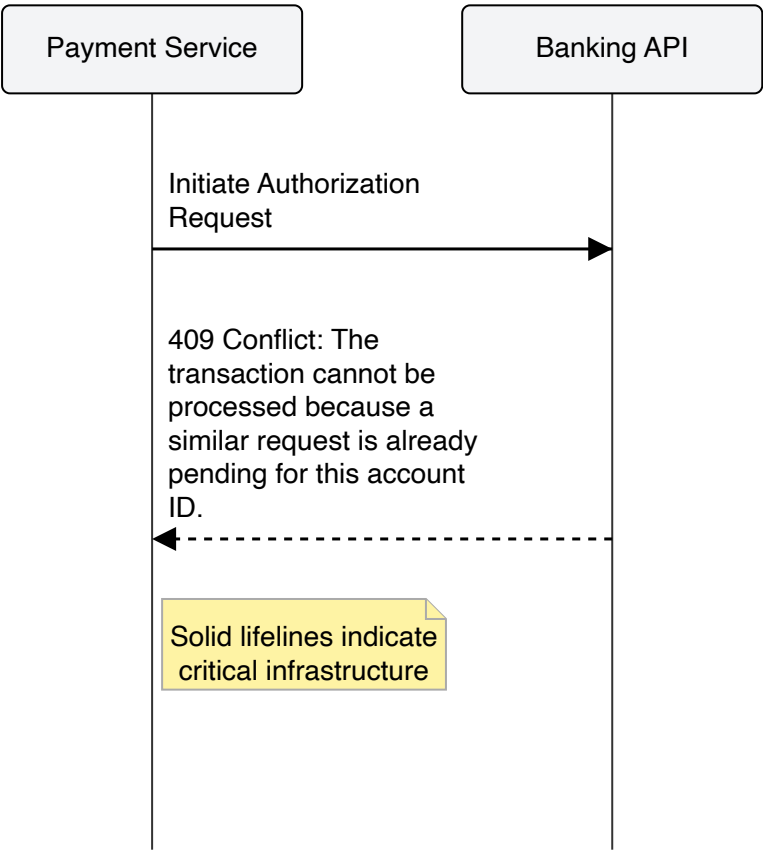 Payment Service
Banking API
Initiate Authorization
Request
409 Conflict: The
transaction cannot be
processed because a
similar request is already
pending for this account
ID.
Solid lifelines indicate
critical infrastructure